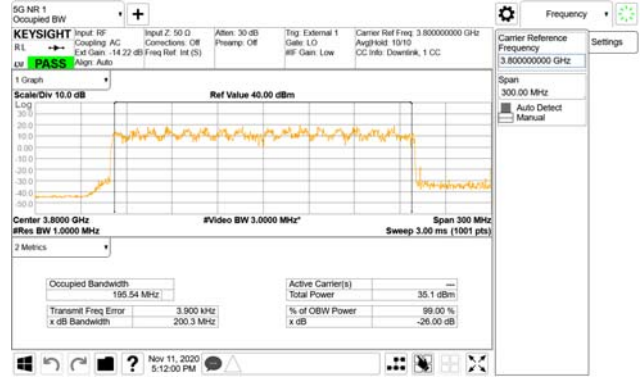 5G NR 1
Occupied BW
Frequency
KEYSIGHT
R L
PASS
Input: RF
Coupling: AC
Ext Gain: -14.22 dB
Align: Auto
Input Z: 50 Ω
Corrections: Off
Freq Ref: Int (S)
Atten: 30 dB
Preamp: Off
Trig: External 1
Gate: LO
#IF Gain: Low
Carrier Ref Freq: 3.800000000 GHz
Avg|Hold: 10/10
CC Info: Downlink, 1 CC
Carrier Reference
Frequency
3.800000000 GHz
Settings
Span
300.00 MHz
Auto Detect
Manual
1 Graph
Scale/Div 10.0 dB
Ref Value 40.00 dBm
Log
30.0
20.0
10.0
0.00
-10.0
-20.0
-30.0
-40.0
-50.0
Center 3.8000 GHz
#Video BW 3.0000 MHz*
Span 300 MHz
#Res BW 1.0000 MHz
Sweep 3.00 ms (1001 pts)
2 Metrics
Occupied Bandwidth
195.54 MHz
Active Carrier(s)
---
Total Power
35.1 dBm
Transmit Freq Error
3.900 kHz
x dB Bandwidth
200.3 MHz
% of OBW Power
99.00 %
x dB
-26.00 dB
Nov 11, 2020
5:12:00 PM